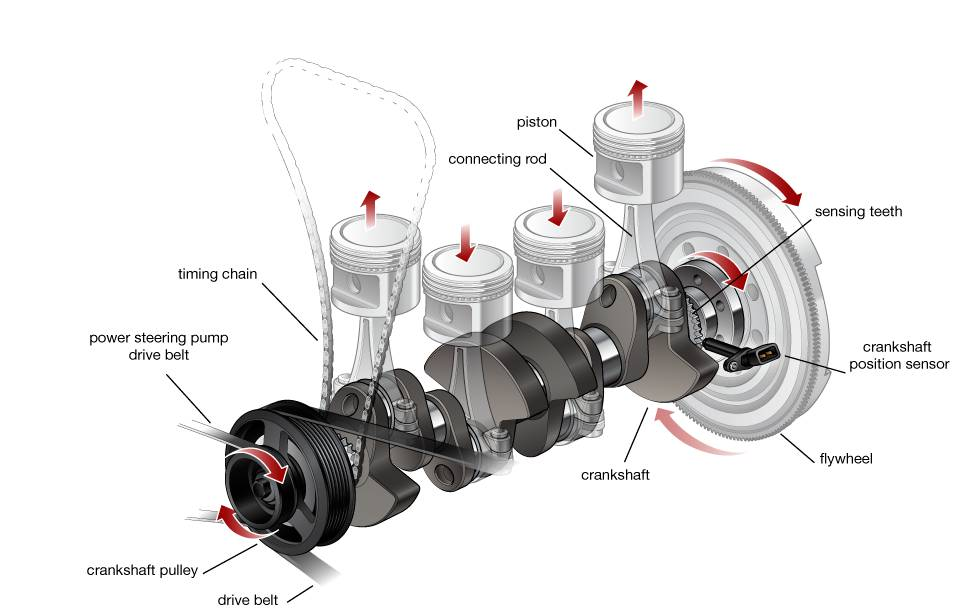 piston
connecting rod
sensing teeth
timing chain
power steering pump
drive belt
crankshaft
position sensor
flywheel
crankshaft
crankshaft pulley
drive belt